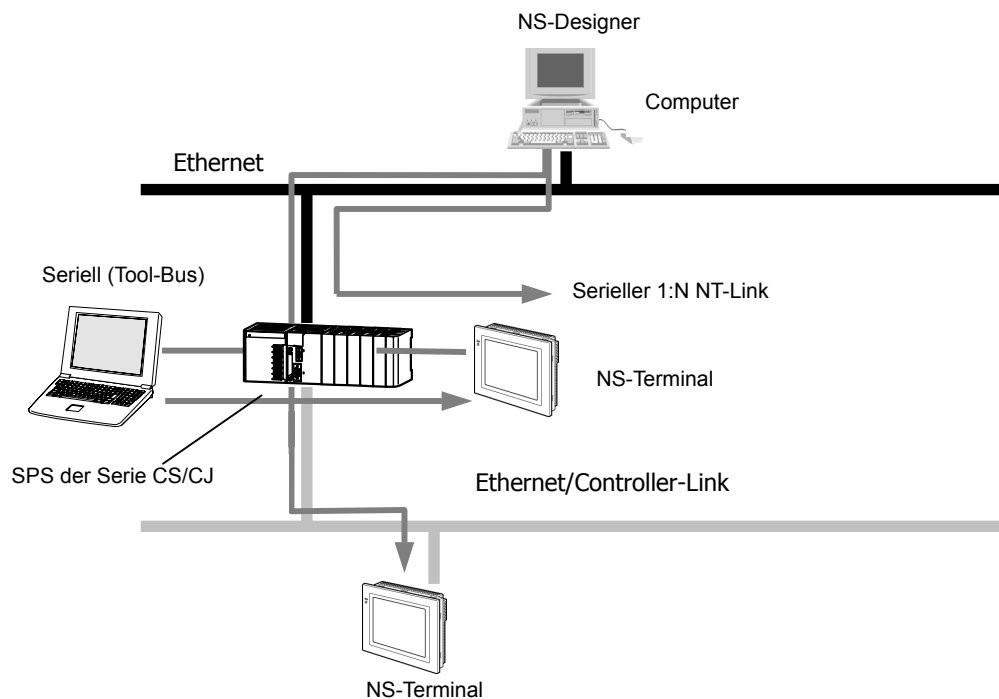 NS-Designer
Computer
Ethernet
Seriell (Tool-Bus)
Serieller 1:N NT-Link
NS-Terminal
SPS der Serie CS/CJ
Ethernet/Controller-Link
NS-Terminal